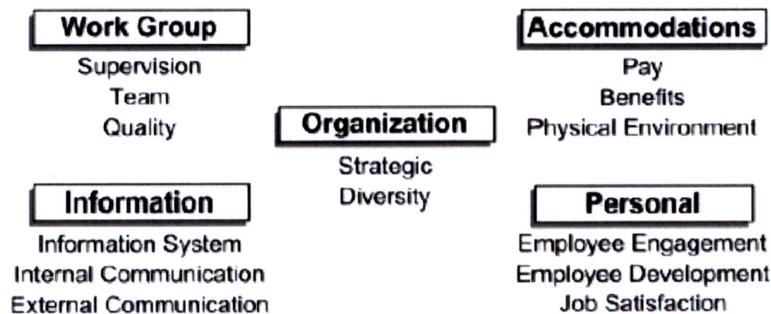 Work Group
Supervision
Team
Quality
Accommodations
Pay
Benefits
Physical Environment
Organization
Strategic
Diversity
Information
Information System
Internal Communication
External Communication
Personal
Employee Engagement
Employee Development
Job Satisfaction